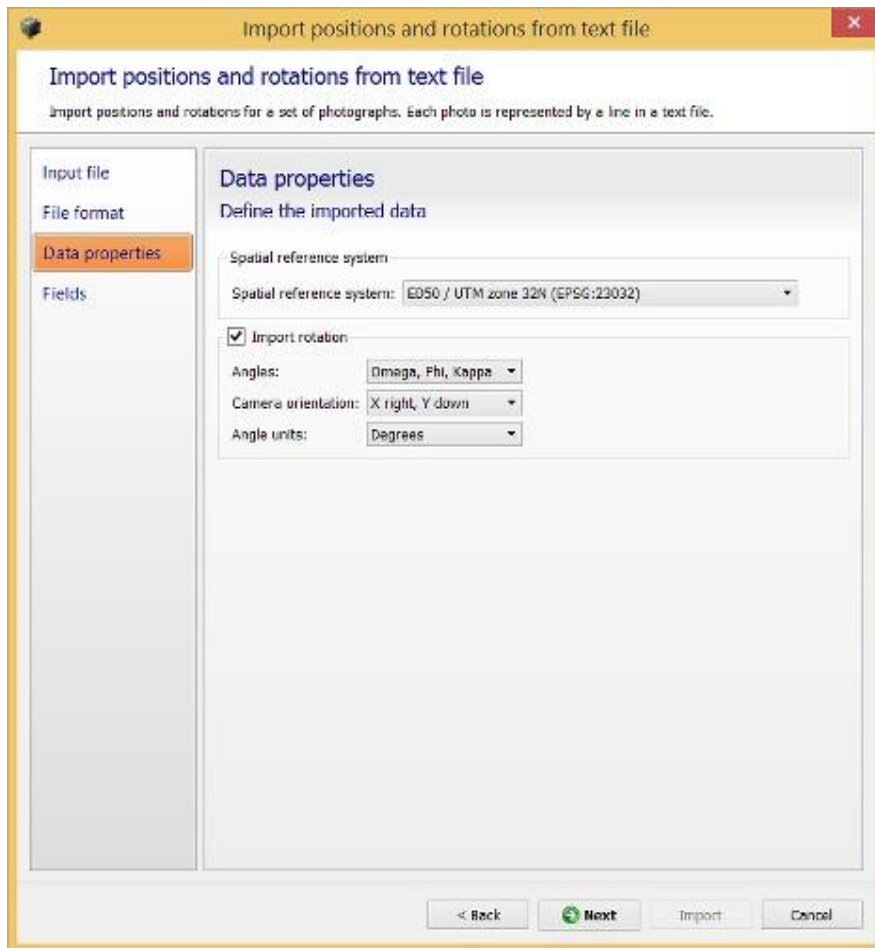 Import positions and rotations from text file
Import positions and rotations from text file
Import positions and rotations for a set of photographs. Each photo is represented by a line in a text file.
Input file
File format
Data properties
Fields
Data properties
Define the imported data
Spatial reference system
Spatial reference system: ED50 / UTM zone 32N (EPSG:23032)
Import rotation
Angles: Omega, Phi, Kappa
Camera orientation: X right, Y down
Angle units: Degrees
< Back Next Import Cancel